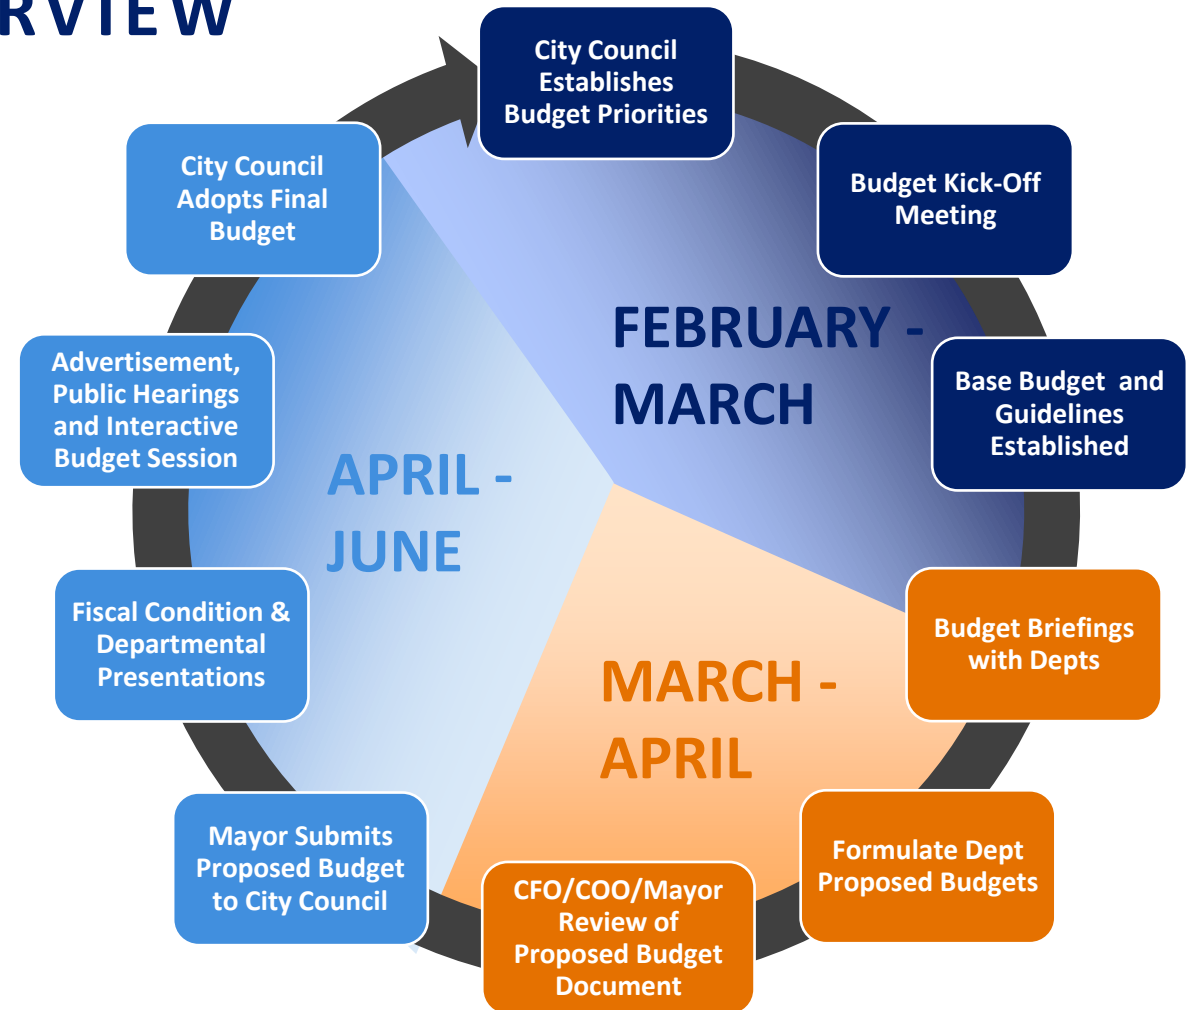 RVIEW
City Council
Establishes
Budget Priorities
Budget Kick-Off
Meeting
Base Budget and
Guidelines
Established
Budget Briefings
with Depts
Formulate Dept
Proposed Budgets
CFO/COO/Mayor
Review of
Proposed Budget
Document
Mayor Submits
Proposed Budget
to City Council
Fiscal Condition &
Departmental
Presentations
Advertisement,
Public Hearings
and Interactive
Budget Session
City Council
Adopts Final
Budget
FEBRUARY -
MARCH
MARCH -
APRIL
APRIL -
JUNE